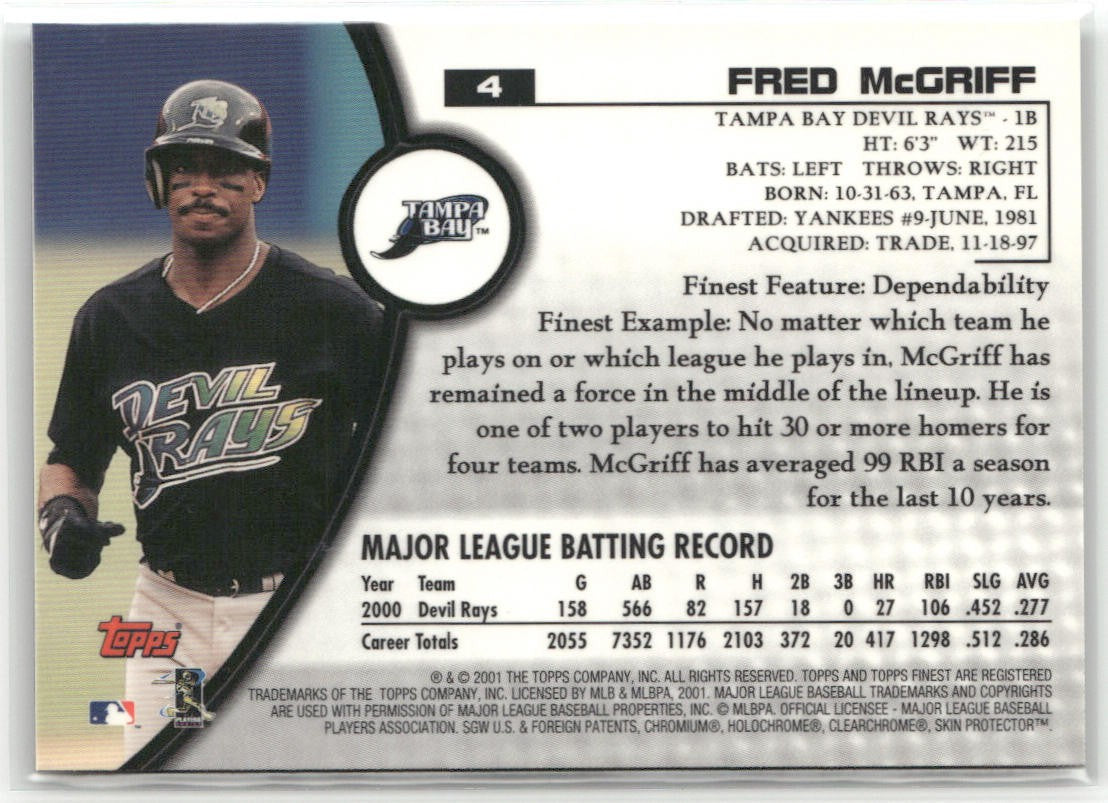 4
FRED McGRIFF
TAMPA BAY DEVIL RAYS™ - 1B
HT: 6'3" WT: 215
BATS: LEFT THROWS: RIGHT
BORN: 10-31-63, TAMPA, FL
DRAFTED: YANKEES #9-JUNE, 1981
ACQUIRED: TRADE, 11-18-97
TAMPA
BAY™
Finest Feature: Dependability
Finest Example: No matter which team he
plays on or which league he plays in, McGriff has
remained a force in the middle of the lineup. He is
one of two players to hit 30 or more homers for
four teams. McGriff has averaged 99 RBI a season
for the last 10 years.
DEVIL
RAYS
MAJOR LEAGUE BATTING RECORD
Year Team G AB R H 2B 3B HR RBI SLG AVG
2000 Devil Rays 158 566 82 157 18 0 27 106 .452 .277
Career Totals 2055 7352 1176 2103 372 20 417 1298 .512 .286
topps®
® & © 2001 THE TOPPS COMPANY, INC. ALL RIGHTS RESERVED. TOPPS AND TOPPS FINEST ARE REGISTERED
TRADEMARKS OF THE TOPPS COMPANY, INC. LICENSED BY MLB & MLBPA, 2001. MAJOR LEAGUE BASEBALL TRADEMARKS AND COPYRIGHTS
ARE USED WITH PERMISSION OF MAJOR LEAGUE BASEBALL PROPERTIES, INC. © MLBPA. OFFICIAL LICENSEE - MAJOR LEAGUE BASEBALL
PLAYERS ASSOCIATION. SGW U.S. & FOREIGN PATENTS, CHROMIUM®, HOLOCHROME®, CLEARCHROME®, SKIN PROTECTOR™.